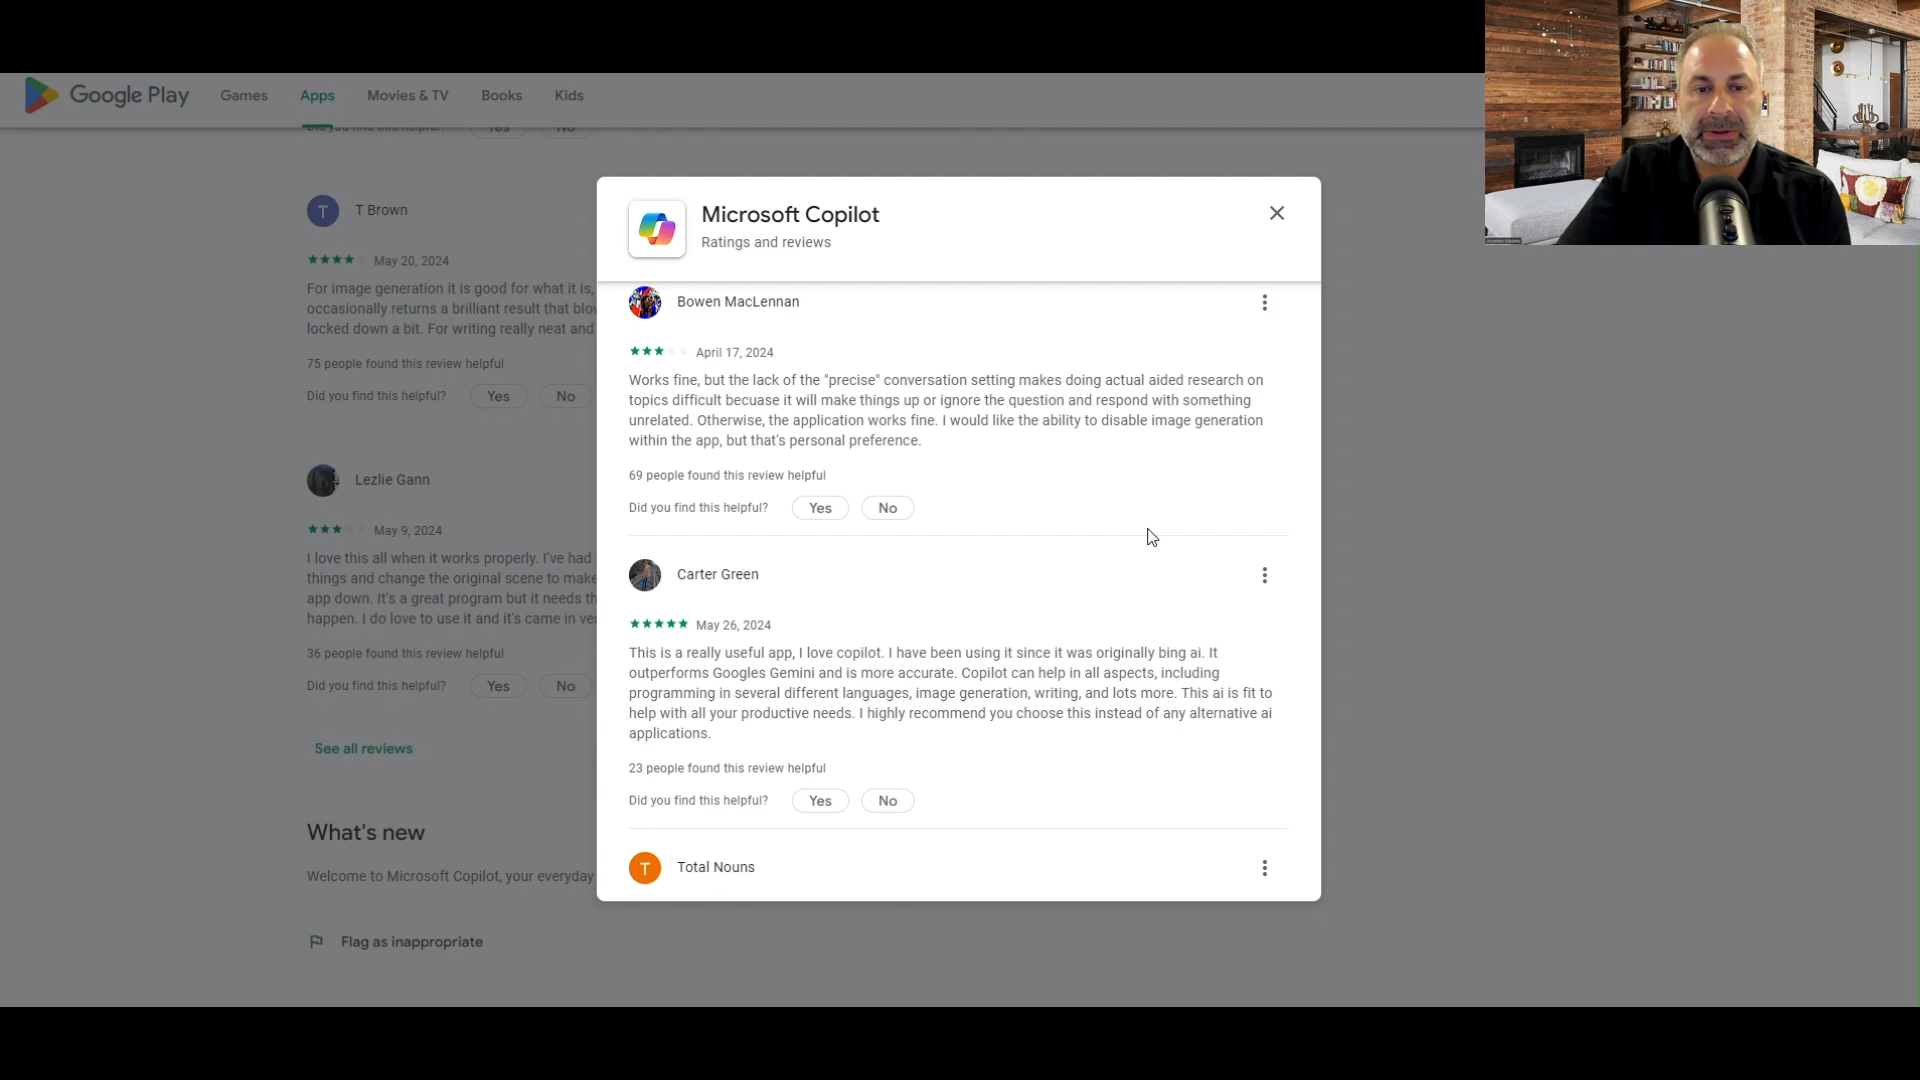 Google Play
Games
Apps
Movies & TV
Books
Kids
Did you find this helpful?
Yes
No
T
T Brown
May 20, 2024
For image generation it is good for what it is,
occasionally returns a brilliant result that blo
locked down a bit. For writing really neat and
75 people found this review helpful
Did you find this helpful?
Yes
No
Lezlie Gann
May 9, 2024
I love this all when it works properly. I've had
things and change the original scene to make
app down. It's a great program but it needs th
happen. I do love to use it and it's came in ve
36 people found this review helpful
Did you find this helpful?
Yes
No
See all reviews
What's new
Welcome to Microsoft Copilot, your everyday
Flag as inappropriate
Microsoft Copilot
Ratings and reviews
Bowen MacLennan
April 17, 2024
Works fine, but the lack of the "precise" conversation setting makes doing actual aided research on
topics difficult becuase it will make things up or ignore the question and respond with something
unrelated. Otherwise, the application works fine. I would like the ability to disable image generation
within the app, but that's personal preference.
69 people found this review helpful
Did you find this helpful?
Yes
No
Carter Green
May 26, 2024
This is a really useful app, I love copilot. I have been using it since it was originally bing ai. It
outperforms Googles Gemini and is more accurate. Copilot can help in all aspects, including
programming in several different languages, image generation, writing, and lots more. This ai is fit to
help with all your productive needs. I highly recommend you choose this instead of any alternative ai
applications.
23 people found this review helpful
Did you find this helpful?
Yes
No
T
Total Nouns